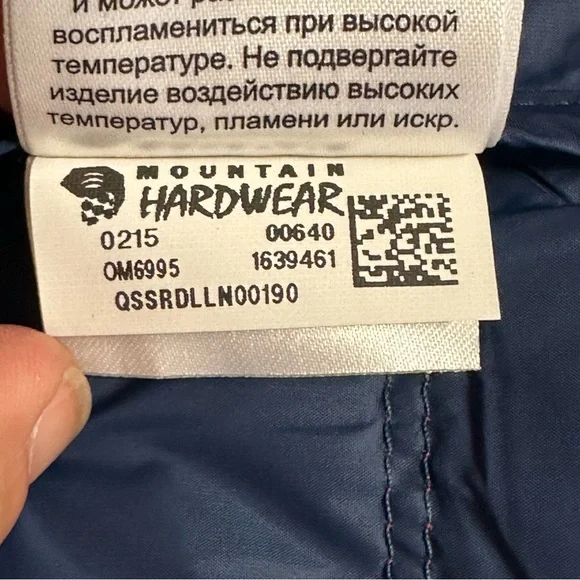 и может
воспламениться при высокой
температуре. Не подвергайте
изделие воздействию высоких
температур, пламени или искр.
MOUNTAIN
HARDWEAR
0215 00640
OM6995 1639461
QSSRDLLN00190